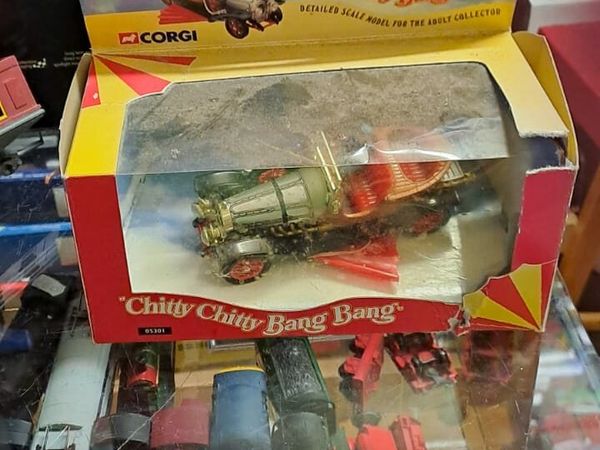 DETAILED SCALE MODEL FOR THE ADULT COLLECTOR
CORGI
"Chitty Chitty Bang Bang"
05301